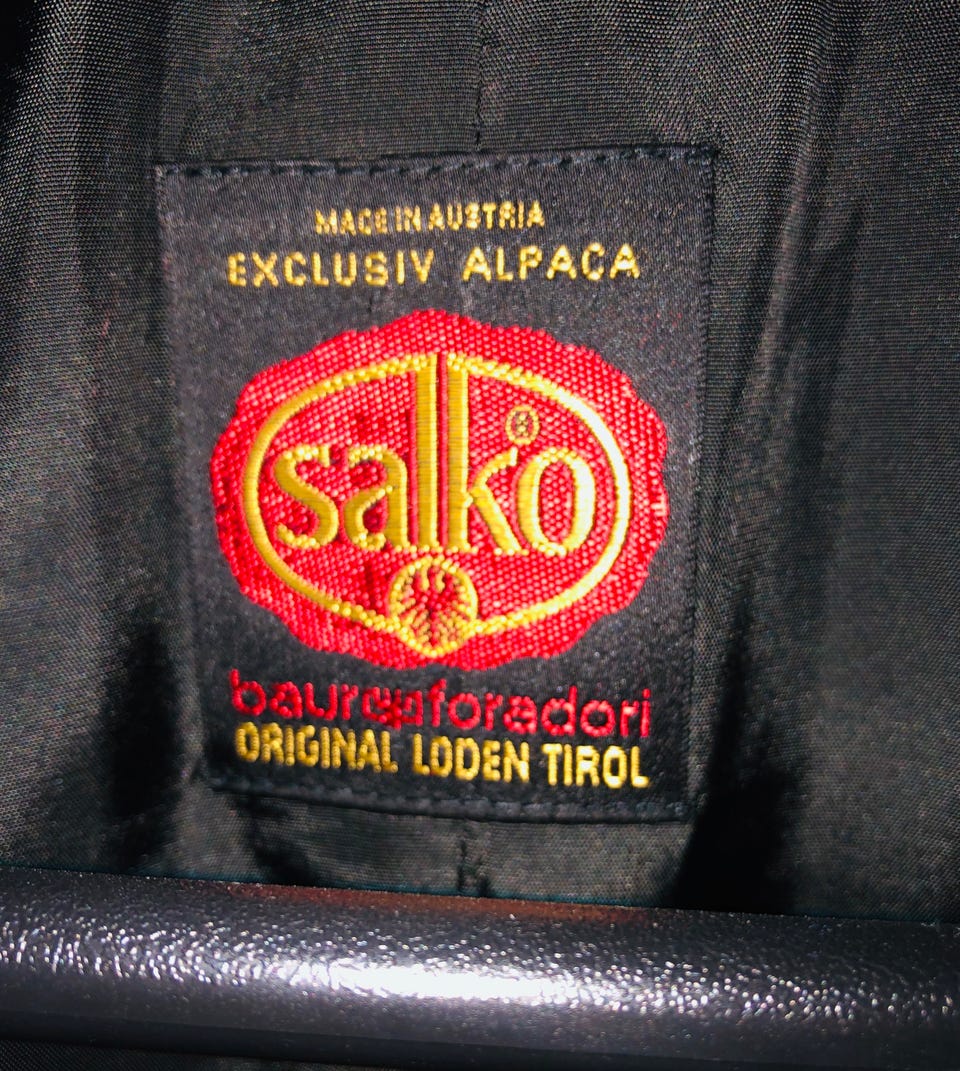 MADE IN AUSTRIA
EXCLUSIV ALPACA
salko ®
baur foradori
ORIGINAL LODEN TIROL